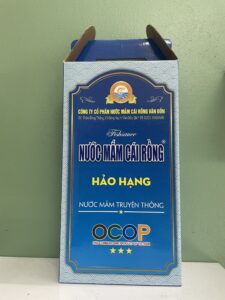 CÔNG TY CỔ PHẦN NƯỚC MẮM CÁI RỒNG VÂN ĐỒN
Fishsauce
NƯỚC MẮM CÁI RỒNG
HẢO HẠNG
NƯỚC MẮM TRUYỀN THỐNG
OCOP